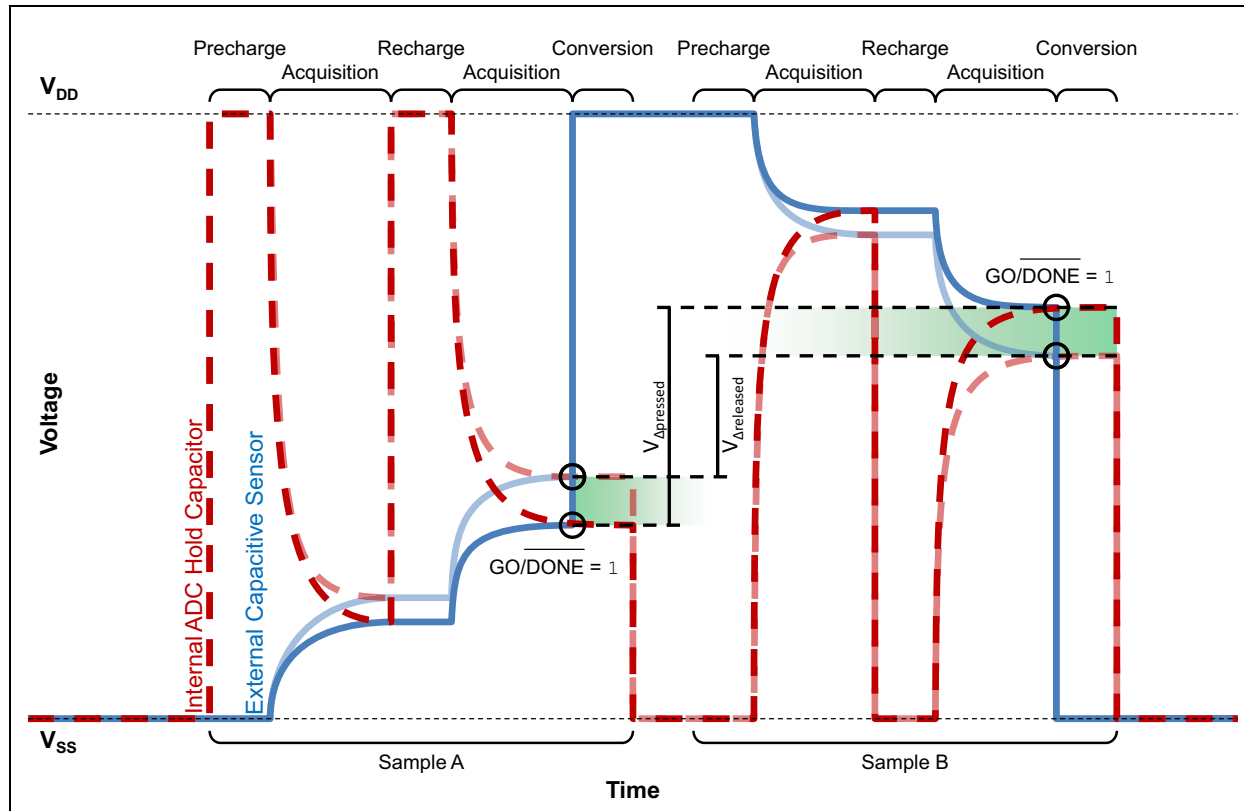 Precharge
Recharge
Conversion
Precharge
Recharge
Conversion
Acquisition
Acquisition
Acquisition
Acquisition
VDD
Voltage
Internal ADC Hold Capacitor
External Capacitive Sensor
GO/DONE = 1
VΔpressed
VΔreleased
GO/DONE = 1
VSS
Sample A
Sample B
Time